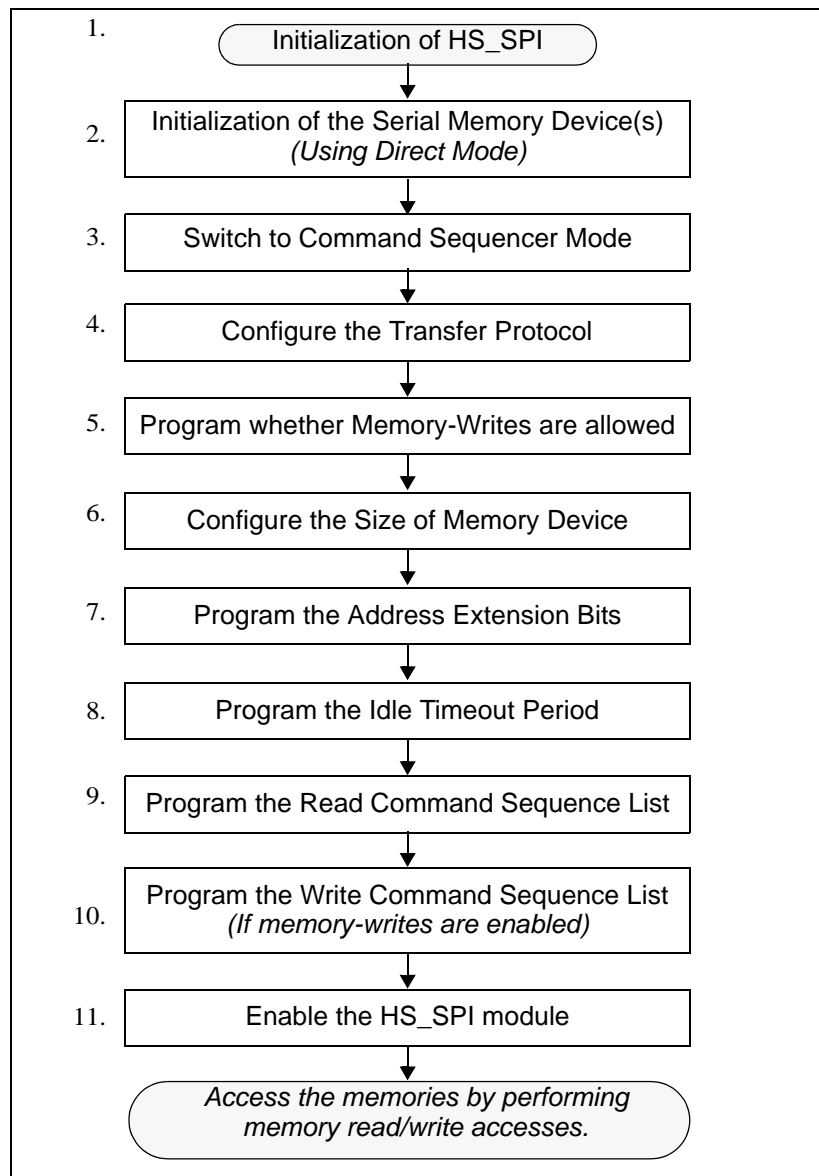 1. Initialization of HS_SPI
2. Initialization of the Serial Memory Device(s)
(Using Direct Mode)
3. Switch to Command Sequencer Mode
4. Configure the Transfer Protocol
5. Program whether Memory-Writes are allowed
6. Configure the Size of Memory Device
7. Program the Address Extension Bits
8. Program the Idle Timeout Period
9. Program the Read Command Sequence List
10. Program the Write Command Sequence List
(If memory-writes are enabled)
11. Enable the HS_SPI module
Access the memories by performing
memory read/write accesses.